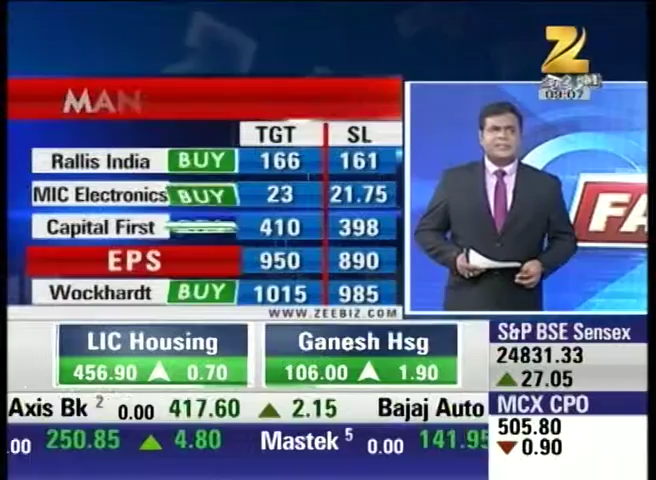 Z
09:07
MAN
TGT SL
Rallis India BUY 166 161
MIC Electronics BUY 23 21.75
Capital First 410 398
EPS 950 890
Wockhardt BUY 1015 985
WWW.ZEEBIZ.COM
FA
LIC Housing
456.90 0.70
Ganesh Hsg
106.00 1.90
S&P BSE Sensex
24831.33
27.05
Axis Bk 2 0.00 417.60 2.15 Bajaj Auto
MCX CPO
505.80
0.90
.00 250.85 4.80 Mastek 5 0.00 141.95